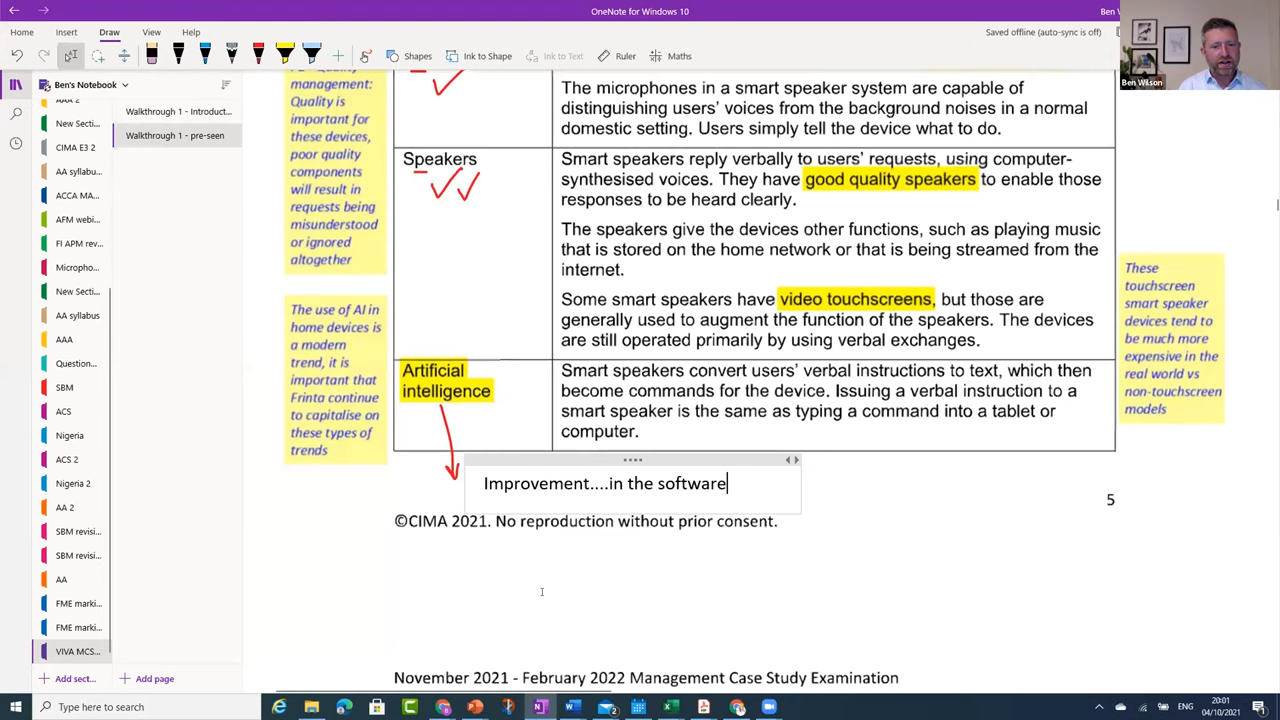 OneNote for Windows 10
Ben W
Home
Insert
Draw
View
Help
Saved offline (auto-sync is off)
Shapes
Ink to Shape
Ink to Text
Ruler
Maths
Ben's Notebook
AAA 2
New Secti...
CIMA E3 2
AA syllabu...
ACCA MA...
AFM webi...
FI APM rev...
Micropho...
New Secti...
AA syllabus
AAA
Question...
SBM
ACS
Nigeria
ACS 2
Nigeria 2
AA 2
SBM revisi...
SBM revisi...
AA
FME marki...
FME marki...
VIVA MCS...
Add sect...
Walkthrough 1 - Introduct...
Walkthrough 1 - pre-seen
Add page
management:
Quality is
important for
these devices,
poor quality
components
will result in
requests being
misunderstood
or ignored
altogether
The use of AI in
home devices is
a modern
trend, it is
important that
Frinta continue
to capitalise on
these types of
trends
The microphones in a smart speaker system are capable of
distinguishing users' voices from the background noises in a normal
domestic setting. Users simply tell the device what to do.
Speakers
Smart speakers reply verbally to users' requests, using computer-
synthesised voices. They have good quality speakers to enable those
responses to be heard clearly.
The speakers give the devices other functions, such as playing music
that is stored on the home network or that is being streamed from the
internet.
Some smart speakers have video touchscreens, but those are
generally used to augment the function of the speakers. The devices
are still operated primarily by using verbal exchanges.
Artificial
intelligence
Smart speakers convert users' verbal instructions to text, which then
become commands for the device. Issuing a verbal instruction to a
smart speaker is the same as typing a command into a tablet or
computer.
These
touchscreen
smart speaker
devices tend to
be much more
expensive in the
real world vs
non-touchscreen
models
Improvement....in the software
5
©CIMA 2021. No reproduction without prior consent.
November 2021 - February 2022 Management Case Study Examination
Ben Wilson
Type here to search
ENG
20:01
04/10/2021